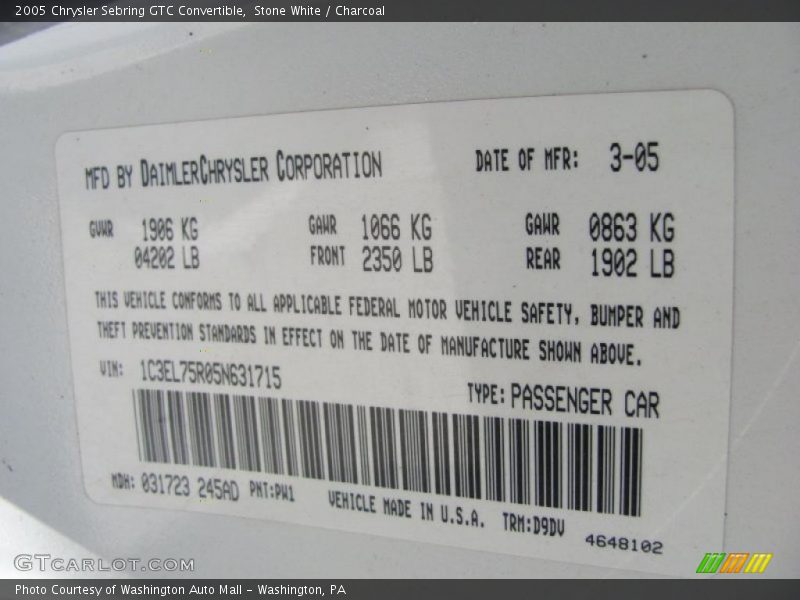 2005 Chrysler Sebring GTC Convertible, Stone White / Charcoal
MFD BY DAIMLERCHRYSLER CORPORATION DATE OF MFR: 3-05
GVWR 1906 KG GAWR 1066 KG GAWR 0863 KG
04202 LB FRONT 2350 LB REAR 1902 LB
THIS VEHICLE CONFORMS TO ALL APPLICABLE FEDERAL MOTOR VEHICLE SAFETY, BUMPER AND
THEFT PREVENTION STANDARDS IN EFFECT ON THE DATE OF MANUFACTURE SHOWN ABOVE.
VIN: 1C3EL75R05N631715 TYPE: PASSENGER CAR
MDH: 031723 245AD PNT:PW1 VEHICLE MADE IN U.S.A. TRM:D9DV 4648102
GTCarlot.com
Photo Courtesy of Washington Auto Mall - Washington, PA